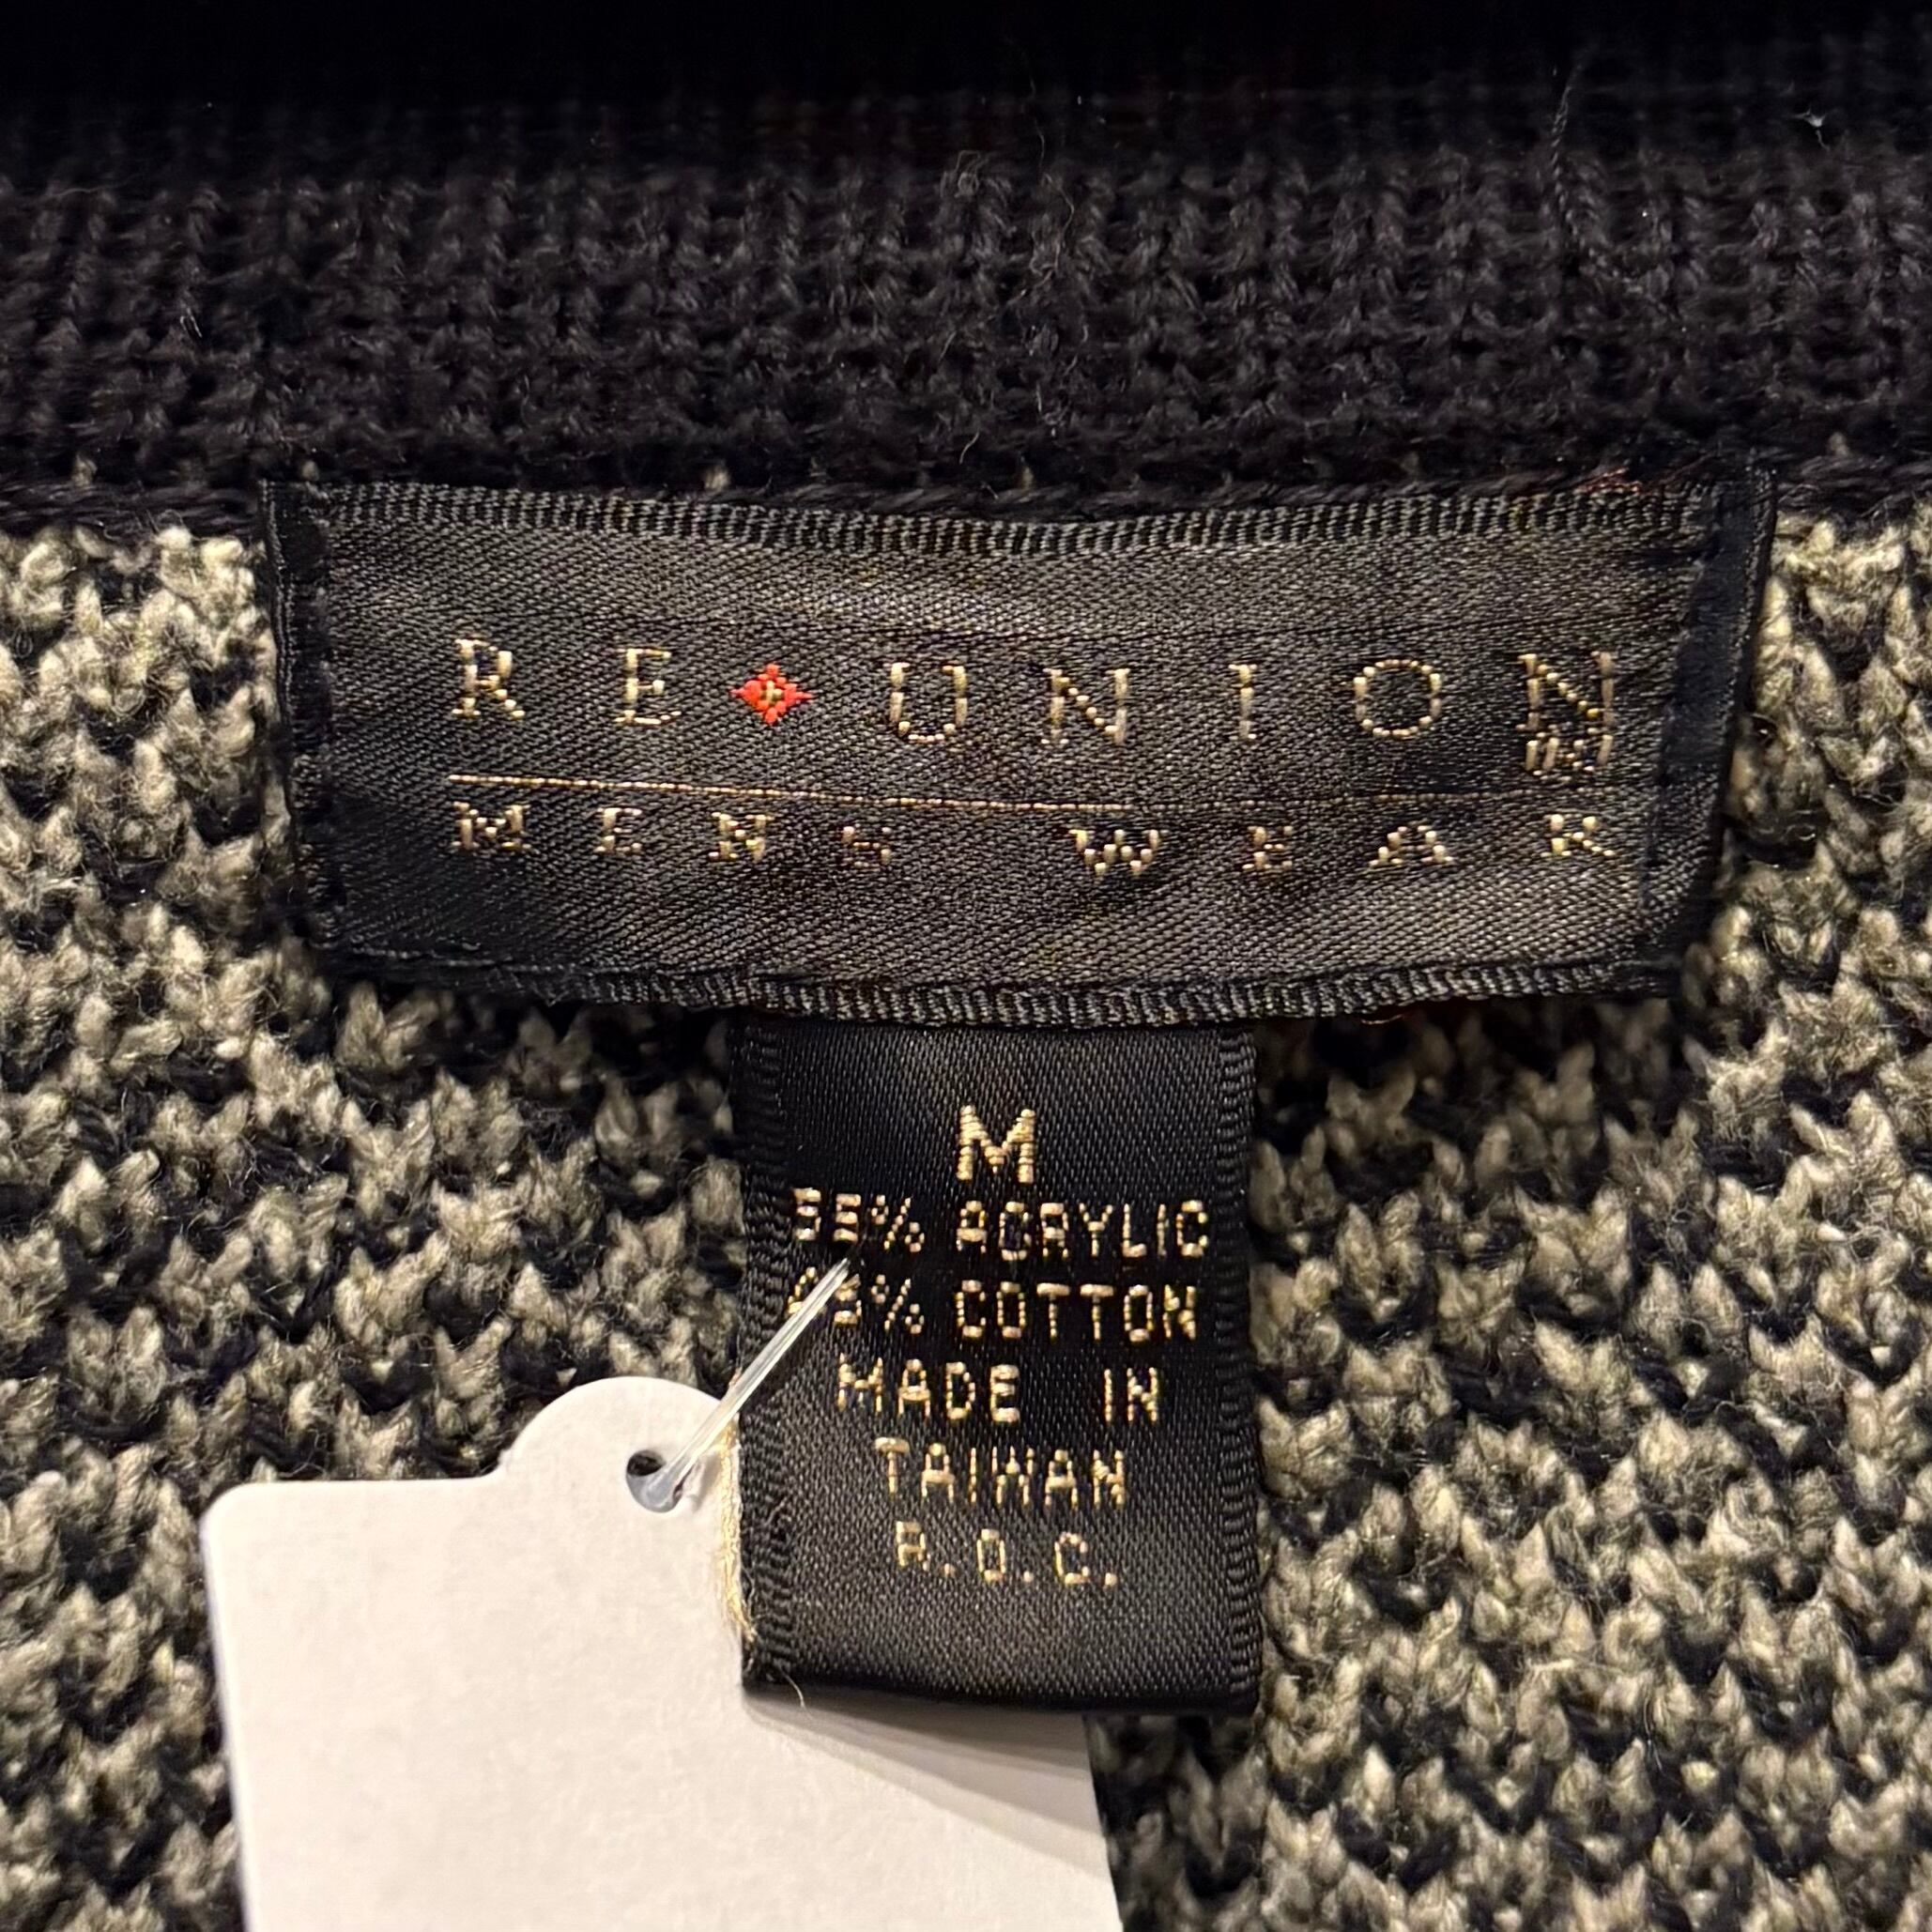 RE◆UNION
MENS WEAR
M
55% ACRYLIC
45% COTTON
MADE IN
TAIWAN
R.O.C.